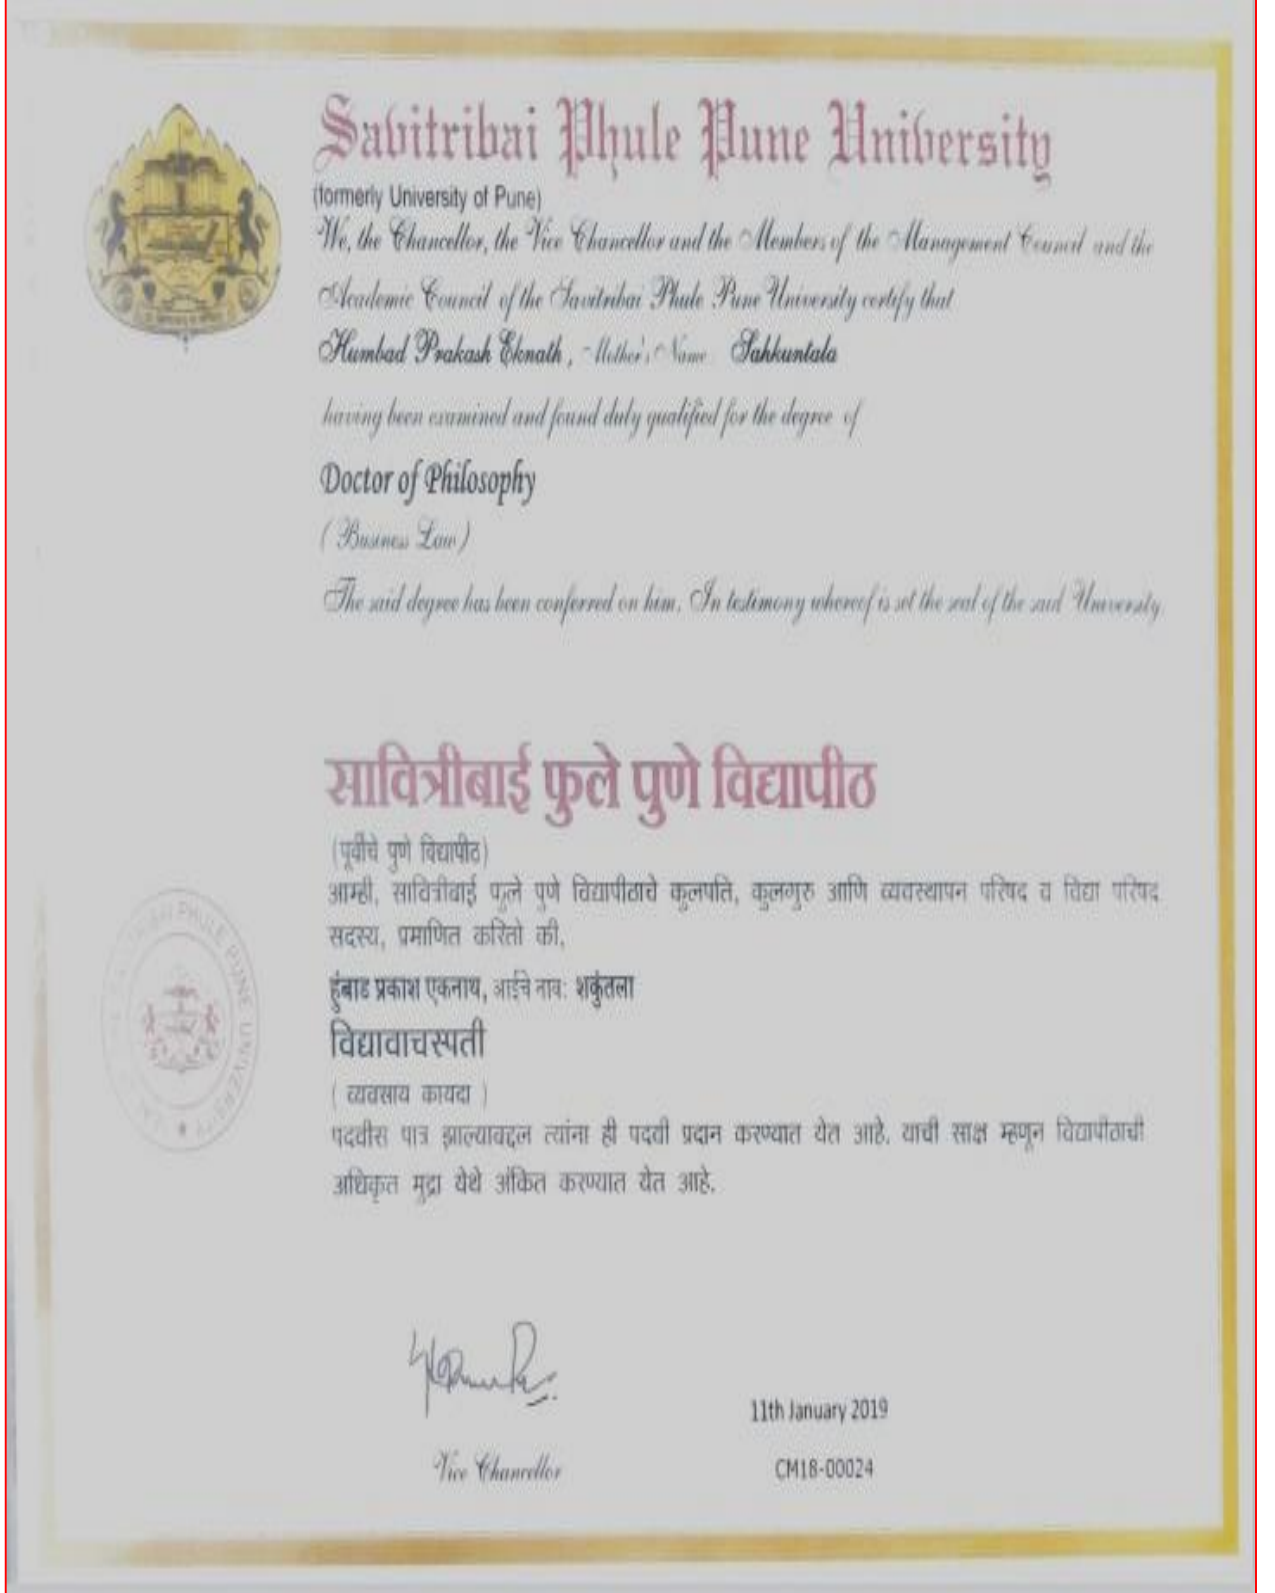 Savitribai Phule Pune University
(formerly University of Pune)
We, the Chancellor, the Vice Chancellor and the Members of the Management Council and the
Academic Council of the Savitribai Phule Pune University certify that
Humbad Prakash Eknath, Mother's Name Sahkuntala
having been examined and found duly qualified for the degree of
Doctor of Philosophy
( Business Law )
The said degree has been conferred on him. In testimony whereof is set the seal of the said University.
सावित्रीबाई फुले पुणे विद्यापीठ
(पूर्वीचे पुणे विद्यापीठ)
आम्ही, सावित्रीबाई फुले पुणे विद्यापीठाचे कुलपति, कुलगुरु आणि व्यवस्थापन परिषद व विद्या परिषद
सदस्य, प्रमाणित करितो की,
हुंबाड प्रकाश एकनाथ, आईचे नाव: शकुंतला
विद्यावाचस्पती
( व्यवसाय कायदा )
पदवीस पात्र झाल्याबद्दल त्यांना ही पदवी प्रदान करण्यात येत आहे. याची साक्ष म्हणून विद्यापीठाची
अधिकृत मुद्रा येथे अंकित करण्यात येत आहे.
PHULE PUNE UNIVERSITY
Vice Chancellor
11th January 2019
CM18-00024